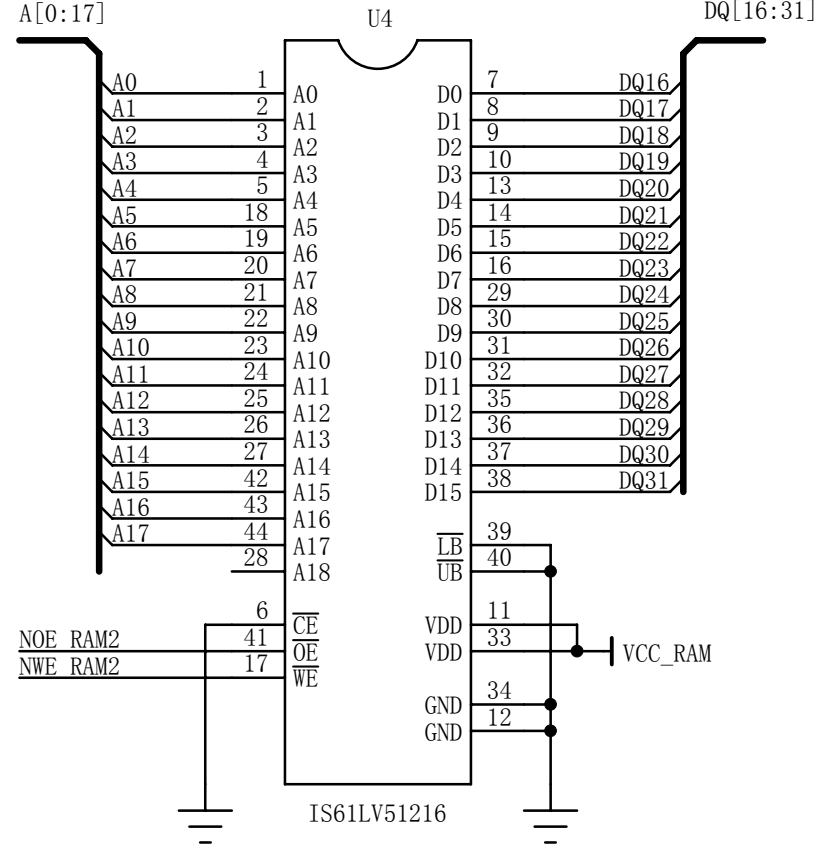 A[0:17] U4 DQ[16:31]
A0 1 A0 D0 7 DQ16
A1 2 A1 D1 8 DQ17
A2 3 A2 D2 9 DQ18
A3 4 A3 D3 10 DQ19
A4 5 A4 D4 13 DQ20
A5 18 A5 D5 14 DQ21
A6 19 A6 D6 15 DQ22
A7 20 A7 D7 16 DQ23
A8 21 A8 D8 29 DQ24
A9 22 A9 D9 30 DQ25
A10 23 A10 D10 31 DQ26
A11 24 A11 D11 32 DQ27
A12 25 A12 D12 35 DQ28
A13 26 A13 D13 36 DQ29
A14 27 A14 D14 37 DQ30
A15 42 A15 D15 38 DQ31
A16 43 A16
A17 44 A17 LB 39
28 A18 UB 40
6 CE VDD 11
NOE RAM2 41 OE VDD 33 VCC_RAM
NWE RAM2 17 WE
GND 34
GND 12
IS61LV51216